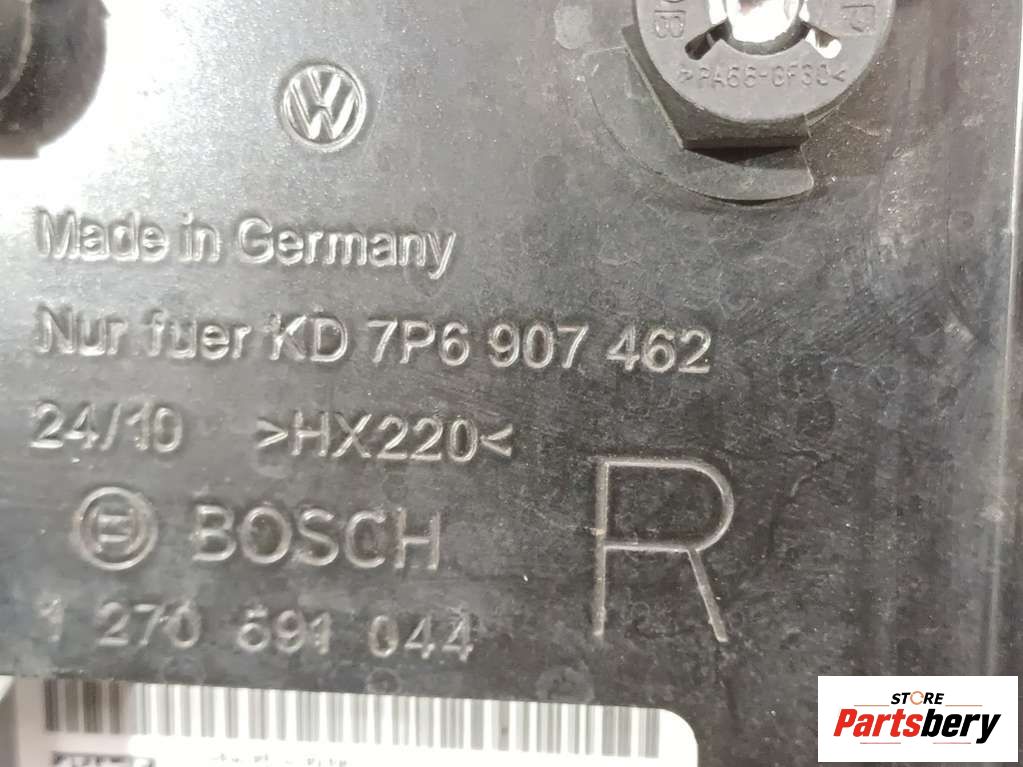 >PA66-GF30<
Made in Germany
Nur fuer KD 7P6 907 462
24/10 >HX220<
BOSCH
R
1 270 691 044
STORE
Partsbery